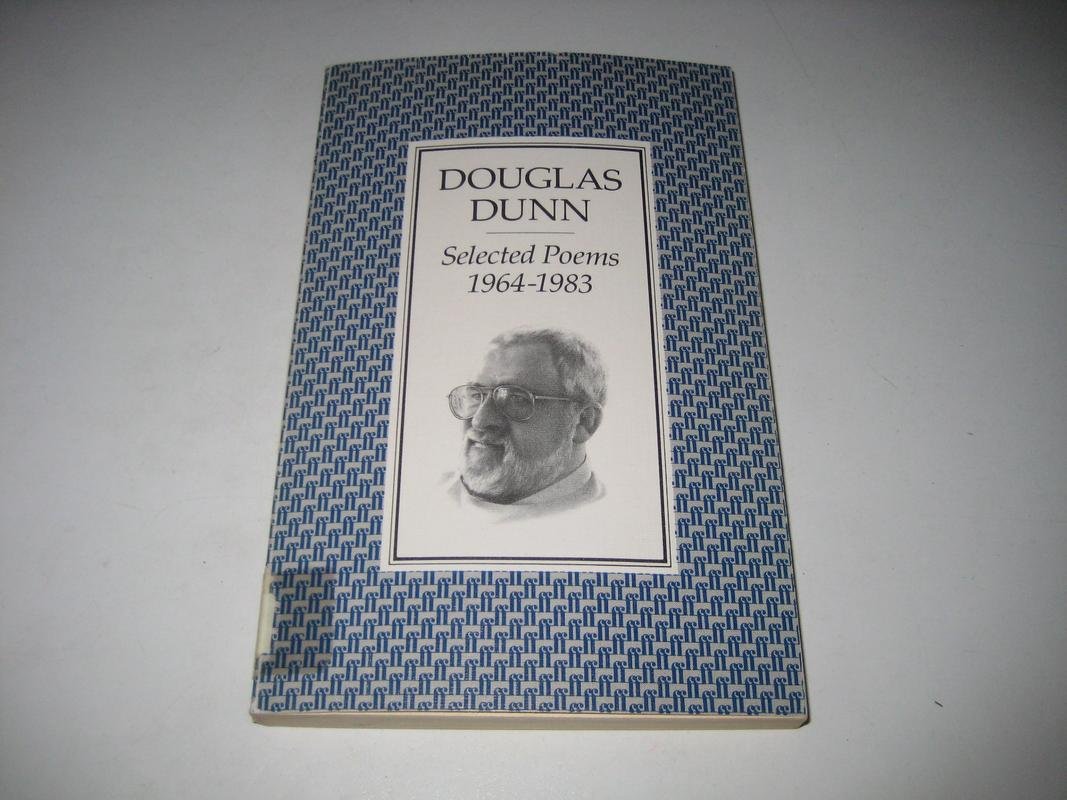 DOUGLAS
DUNN
Selected Poems
1964-1983